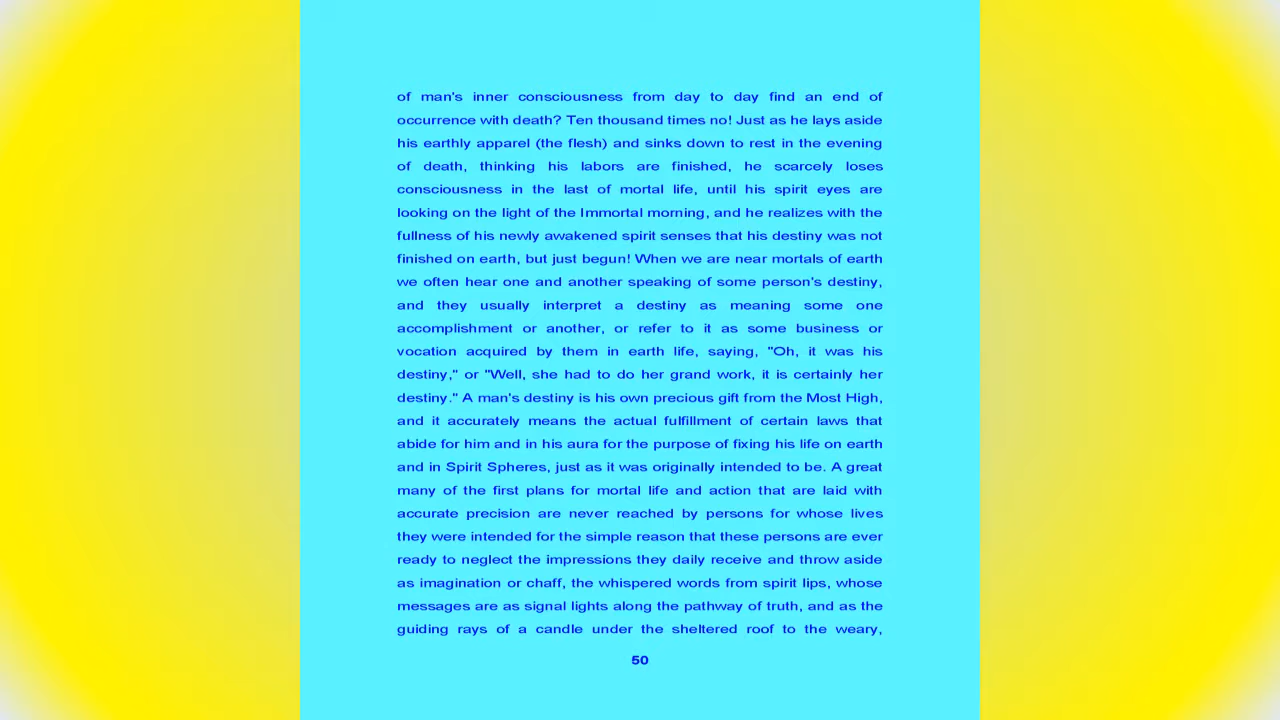 of man's inner consciousness from day to day find an end of
occurrence with death? Ten thousand times no! Just as he lays aside
his earthly apparel (the flesh) and sinks down to rest in the evening
of death, thinking his labors are finished, he scarcely loses
consciousness in the last of mortal life, until his spirit eyes are
looking on the light of the Immortal morning, and he realizes with the
fullness of his newly awakened spirit senses that his destiny was not
finished on earth, but just begun! When we are near mortals of earth
we often hear one and another speaking of some person's destiny,
and they usually interpret a destiny as meaning some one
accomplishment or another, or refer to it as some business or
vocation acquired by them in earth life, saying, "Oh, it was his
destiny," or "Well, she had to do her grand work, it is certainly her
destiny." A man's destiny is his own precious gift from the Most High,
and it accurately means the actual fulfillment of certain laws that
abide for him and in his aura for the purpose of fixing his life on earth
and in Spirit Spheres, just as it was originally intended to be. A great
many of the first plans for mortal life and action that are laid with
accurate precision are never reached by persons for whose lives
they were intended for the simple reason that these persons are ever
ready to neglect the impressions they daily receive and throw aside
as imagination or chaff, the whispered words from spirit lips, whose
messages are as signal lights along the pathway of truth, and as the
guiding rays of a candle under the sheltered roof to the weary,
50